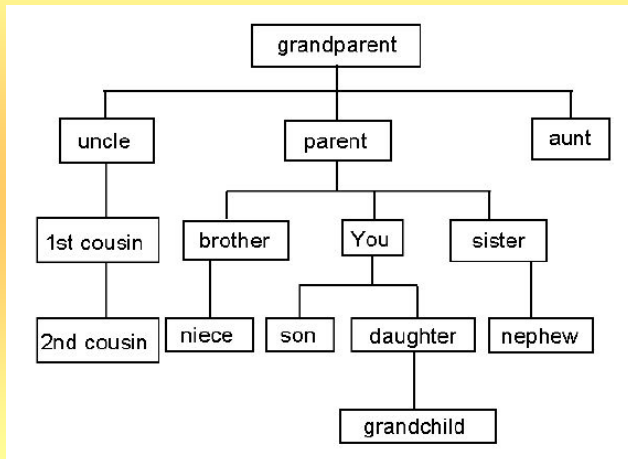 grandparent
uncle
parent
aunt
1st cousin
brother
You
sister
2nd cousin
niece
son
daughter
nephew
grandchild